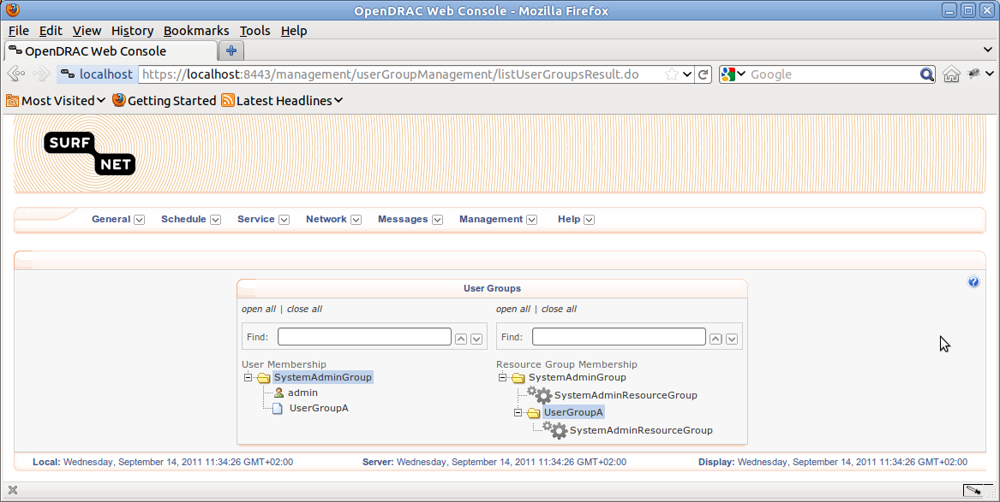 OpenDRAC Web Console - Mozilla Firefox
File Edit View History Bookmarks Tools Help
OpenDRAC Web Console
localhost https://localhost:8443/management/userGroupManagement/listUserGroupsResult.do Google
Most Visited Getting Started Latest Headlines
SURF
NET
General Schedule Service Network Messages Management Help
User Groups
open all | close all open all | close all
Find: Find:
User Membership Resource Group Membership
SystemAdminGroup SystemAdminGroup
admin SystemAdminResourceGroup
UserGroupA UserGroupA
SystemAdminResourceGroup
Local: Wednesday, September 14, 2011 11:34:26 GMT+02:00 Server: Wednesday, September 14, 2011 11:34:26 GMT+02:00 Display: Wednesday, September 14, 2011 11:34:26 GMT+02:00